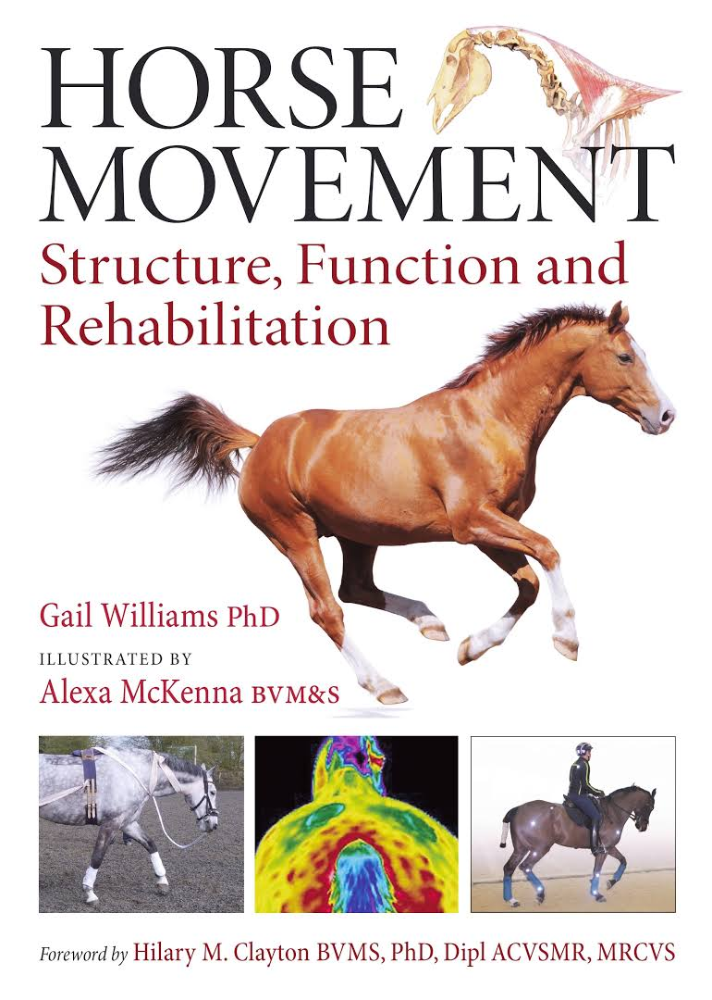 HORSE
MOVEMENT
Structure, Function and
Rehabilitation
Gail Williams PhD
ILLUSTRATED BY
Alexa McKenna BVM&S
Foreword by Hilary M. Clayton BVMS, PhD, Dipl ACVSMR, MRCVS